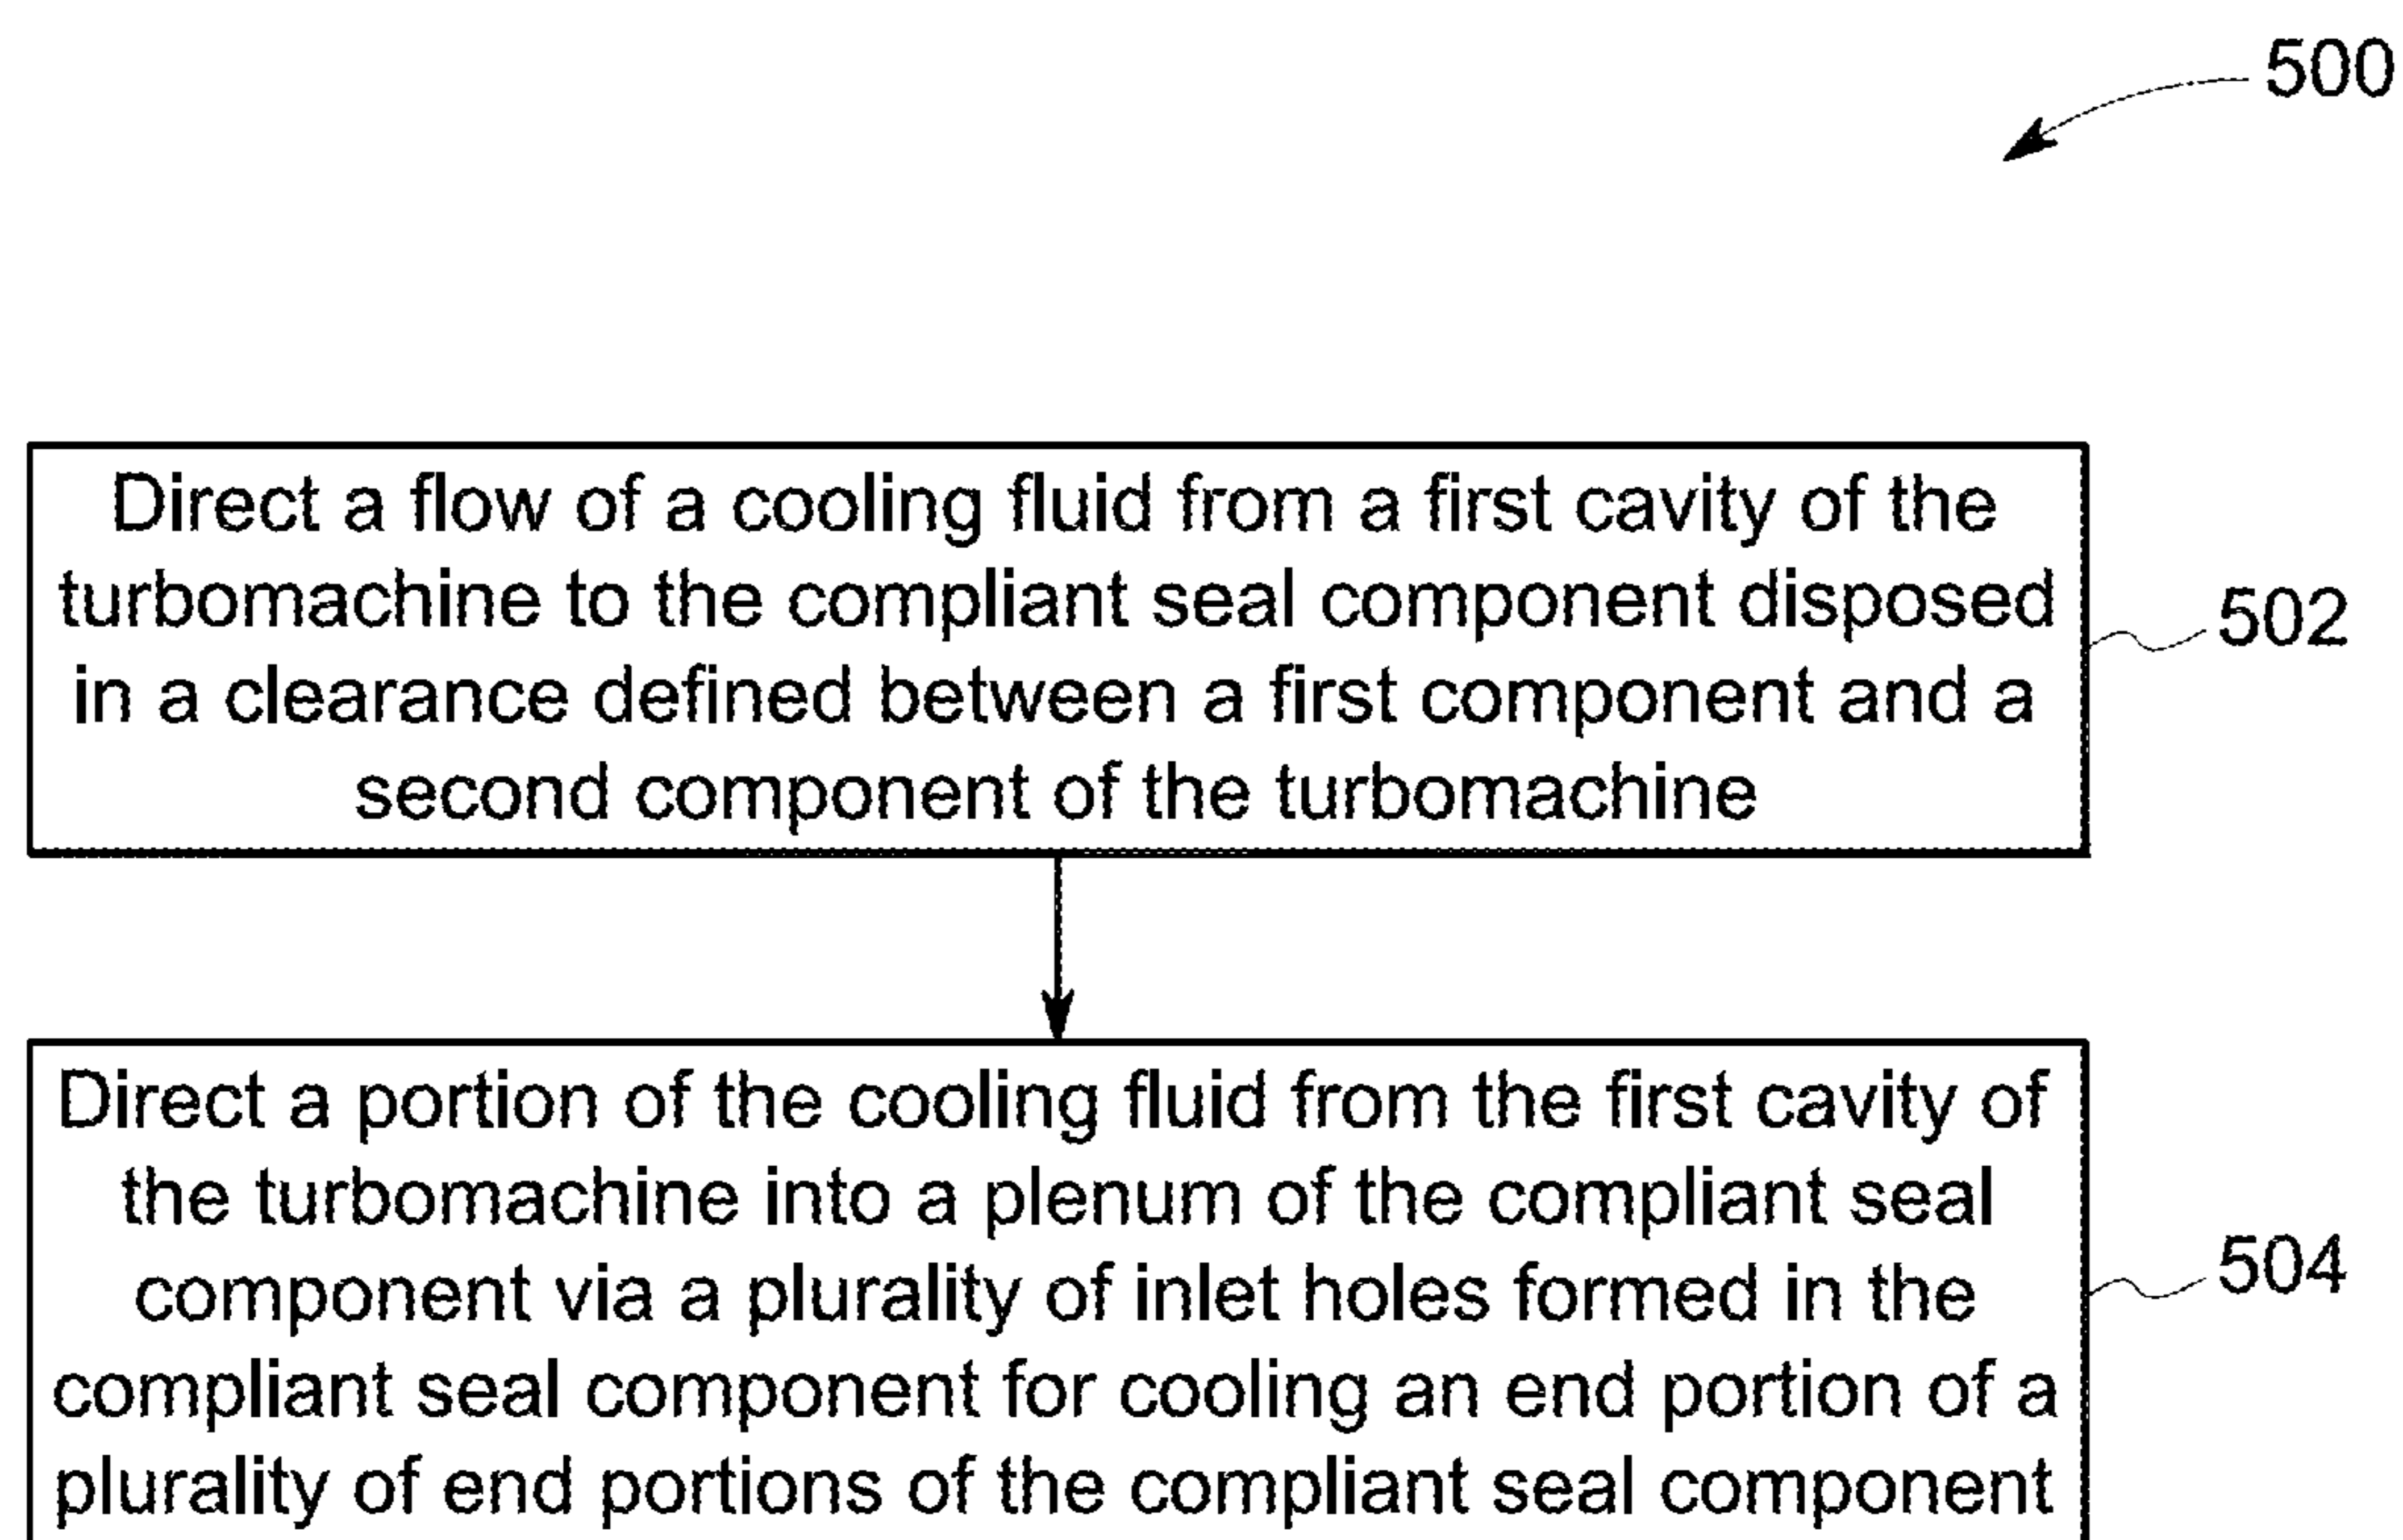 500
Direct a flow of a cooling fluid from a first cavity of the
turbomachine to the compliant seal component disposed
in a clearance defined between a first component and a
second component of the turbomachine
502
Direct a portion of the cooling fluid from the first cavity of
the turbomachine into a plenum of the compliant seal
component via a plurality of inlet holes formed in the
compliant seal component for cooling an end portion of a
plurality of end portions of the compliant seal component
504